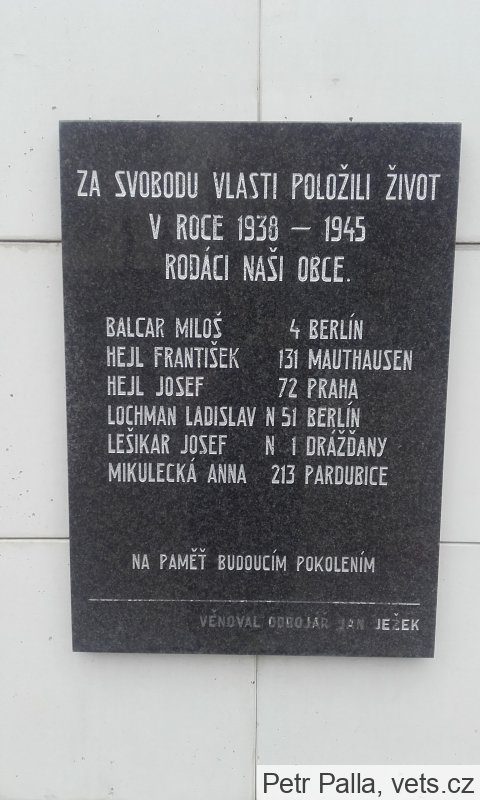 ZA SVOBODU VLASTI POLOŽILI ŽIVOT
V ROCE 1938 – 1945
RODÁCI NAŠI OBCE.
BALCAR MILOŠ 4 BERLÍN
HEJL FRANTIŠEK 131 MAUTHAUSEN
HEJL JOSEF 72 PRAHA
LOCHMAN LADISLAV N 51 BERLÍN
LEŠIKAR JOSEF N 1 DRÁŽĎANY
MIKULECKÁ ANNA 213 PARDUBICE
NA PAMĚŤ BUDOUCÍM POKOLENÍM
VĚNOVAL ODBOJÁŘ JAN JEŽEK
Petr Palla, vets.cz